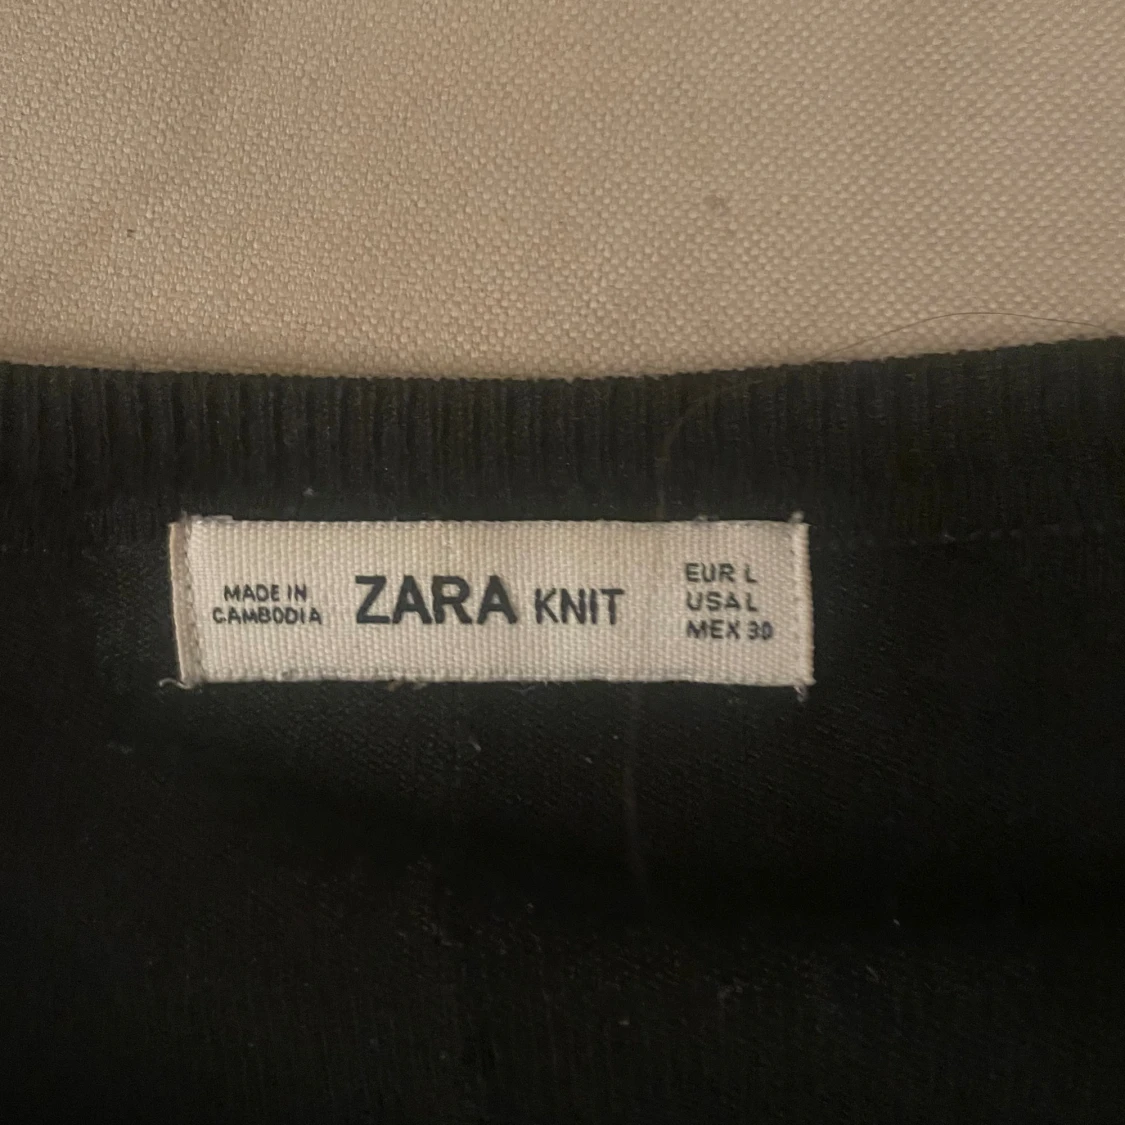 MADE IN
CAMBODIA
ZARA KNIT
EUR L
USA L
MEX 30